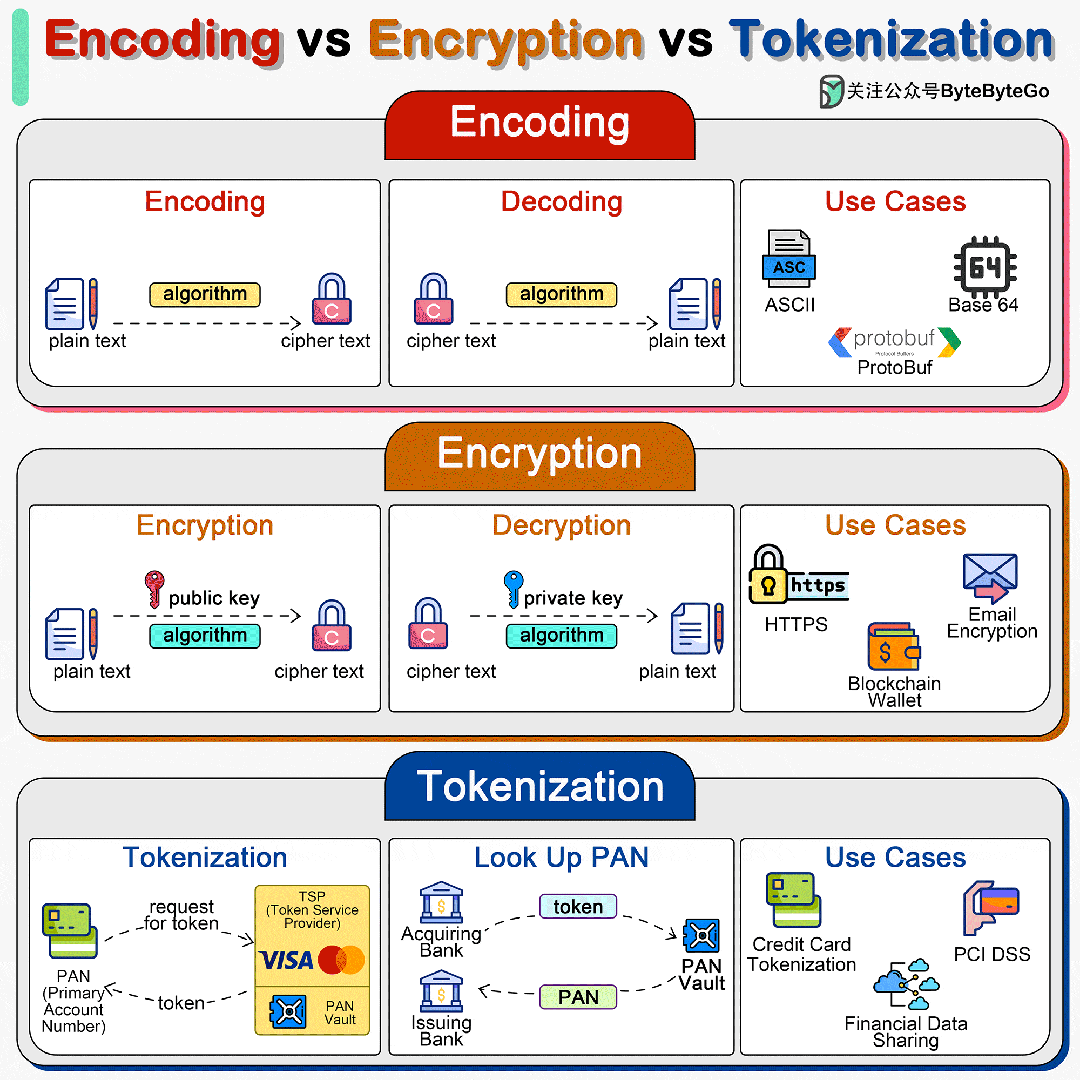 Encoding vs Encryption vs Tokenization
关注公众号ByteByteGo
Encoding
Encoding
algorithm
C
plain text
cipher text
Decoding
algorithm
C
cipher text
plain text
Use Cases
ASC
ASCII
64
Base 64
protobuf
Protocol Buffers
ProtoBuf
Encryption
Encryption
public key
algorithm
C
plain text
cipher text
Decryption
private key
algorithm
C
cipher text
plain text
Use Cases
https
HTTPS
Email
Encryption
$
Blockchain
Wallet
Tokenization
Tokenization
request
for token
PAN
(Primary
Account
Number)
token
TSP
(Token Service
Provider)
VISA
PAN
Vault
Look Up PAN
$
Acquiring
Bank
token
PAN
Vault
$
Issuing
Bank
PAN
Use Cases
Credit Card
Tokenization
PCI DSS
Financial Data
Sharing